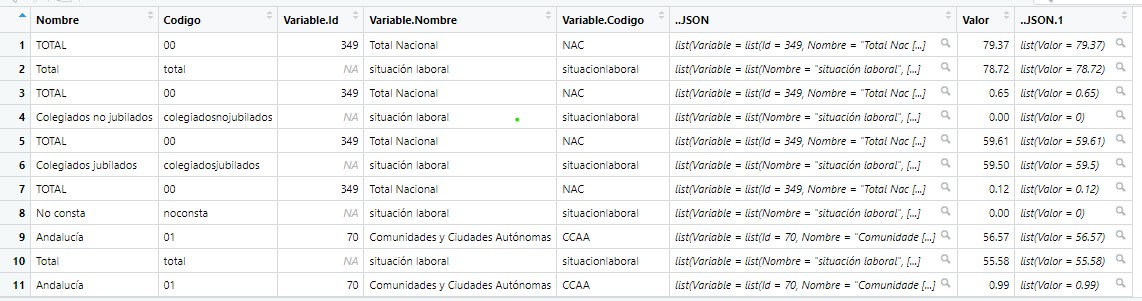 Nombre Codigo Variable.Id Variable.Nombre Variable.Codigo ..JSON Valor ..JSON.1
1 TOTAL 00 349 Total Nacional NAC list(Variable = list(Id = 349, Nombre = "Total Nac [...] 79.37 list(Valor = 79.37)
2 Total total NA situación laboral situacionlaboral list(Variable = list(Nombre = "situación laboral", [...] 78.72 list(Valor = 78.72)
3 TOTAL 00 349 Total Nacional NAC list(Variable = list(Id = 349, Nombre = "Total Nac [...] 0.65 list(Valor = 0.65)
4 Colegiados no jubilados colegiadosnojubilados NA situación laboral situacionlaboral list(Variable = list(Nombre = "situación laboral", [...] 0.00 list(Valor = 0)
5 TOTAL 00 349 Total Nacional NAC list(Variable = list(Id = 349, Nombre = "Total Nac [...] 59.61 list(Valor = 59.61)
6 Colegiados jubilados colegiadosjubilados NA situación laboral situacionlaboral list(Variable = list(Nombre = "situación laboral", [...] 59.50 list(Valor = 59.5)
7 TOTAL 00 349 Total Nacional NAC list(Variable = list(Id = 349, Nombre = "Total Nac [...] 0.12 list(Valor = 0.12)
8 No consta noconsta NA situación laboral situacionlaboral list(Variable = list(Nombre = "situación laboral", [...] 0.00 list(Valor = 0)
9 Andalucía 01 70 Comunidades y Ciudades Autónomas CCAA list(Variable = list(Id = 70, Nombre = "Comunidade [...] 56.57 list(Valor = 56.57)
10 Total total NA situación laboral situacionlaboral list(Variable = list(Nombre = "situación laboral", [...] 55.58 list(Valor = 55.58)
11 Andalucía 01 70 Comunidades y Ciudades Autónomas CCAA list(Variable = list(Id = 70, Nombre = "Comunidade [...] 0.99 list(Valor = 0.99)